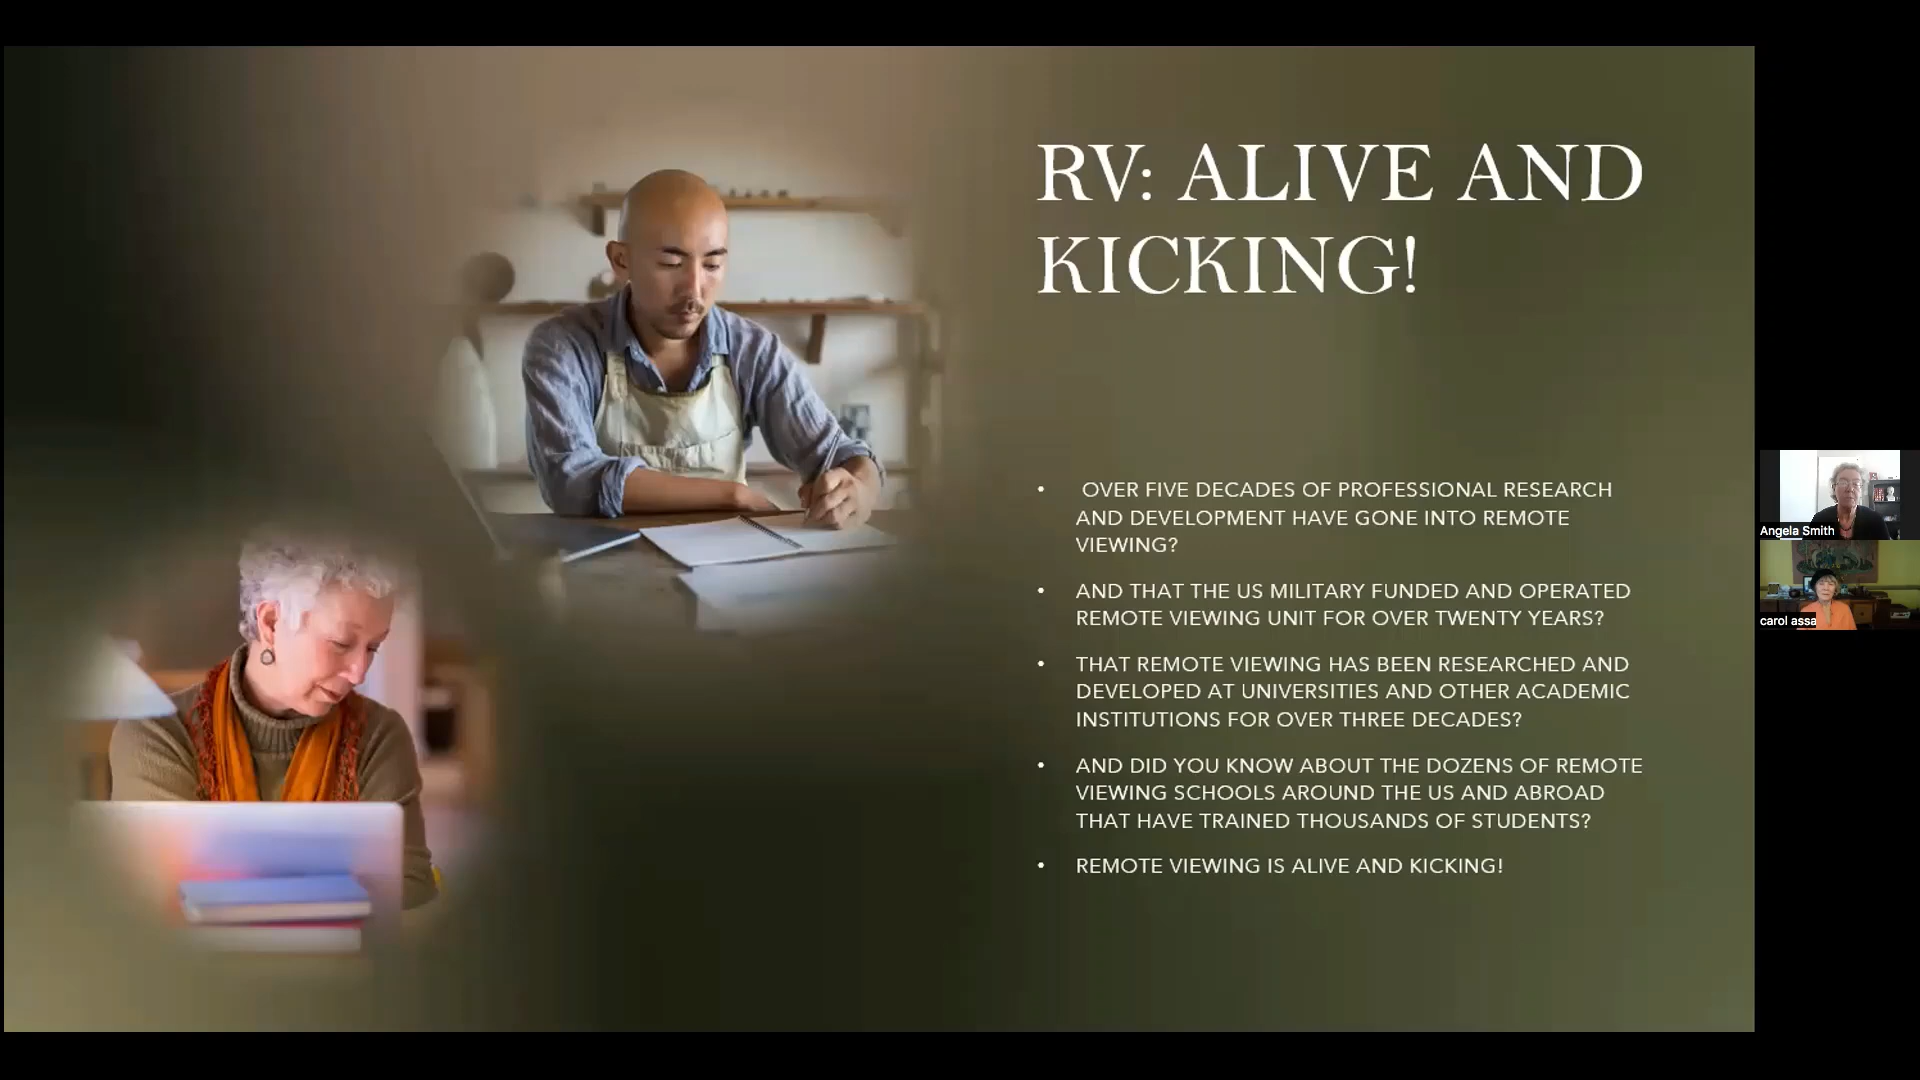 RV: ALIVE AND
KICKING!
• OVER FIVE DECADES OF PROFESSIONAL RESEARCH
AND DEVELOPMENT HAVE GONE INTO REMOTE
VIEWING?
• AND THAT THE US MILITARY FUNDED AND OPERATED
REMOTE VIEWING UNIT FOR OVER TWENTY YEARS?
• THAT REMOTE VIEWING HAS BEEN RESEARCHED AND
DEVELOPED AT UNIVERSITIES AND OTHER ACADEMIC
INSTITUTIONS FOR OVER THREE DECADES?
• AND DID YOU KNOW ABOUT THE DOZENS OF REMOTE
VIEWING SCHOOLS AROUND THE US AND ABROAD
THAT HAVE TRAINED THOUSANDS OF STUDENTS?
• REMOTE VIEWING IS ALIVE AND KICKING!
Angela Smith
carol assa